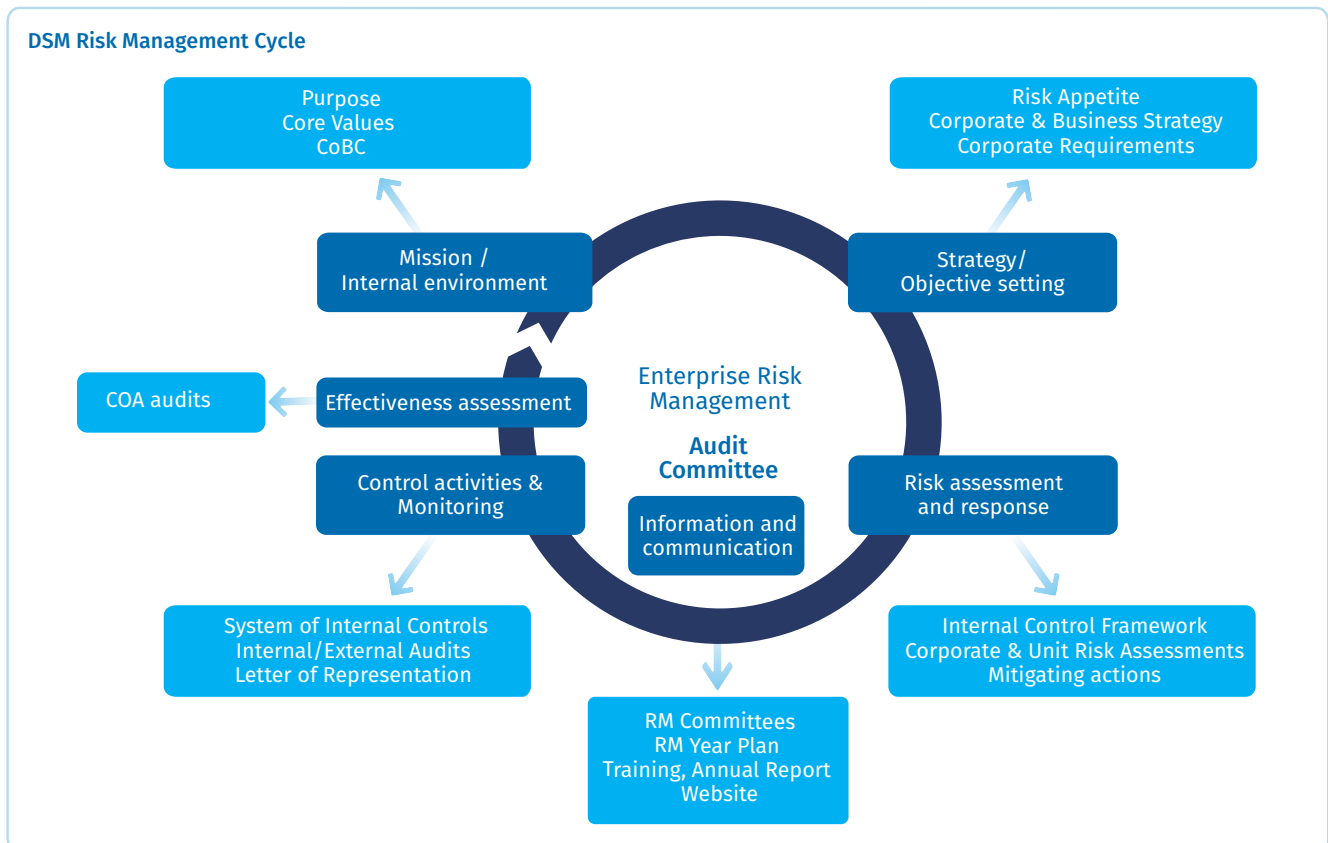 DSM Risk Management Cycle
Purpose
Core Values
CoBC
Risk Appetite
Corporate & Business Strategy
Corporate Requirements
Mission /
Internal environment
Strategy/
Objective setting
Enterprise Risk
Management
Audit
Committee
Information and
communication
COA audits
Effectiveness assessment
Control activities &
Monitoring
Risk assessment
and response
System of Internal Controls
Internal/External Audits
Letter of Representation
RM Committees
RM Year Plan
Training, Annual Report
Website
Internal Control Framework
Corporate & Unit Risk Assessments
Mitigating actions